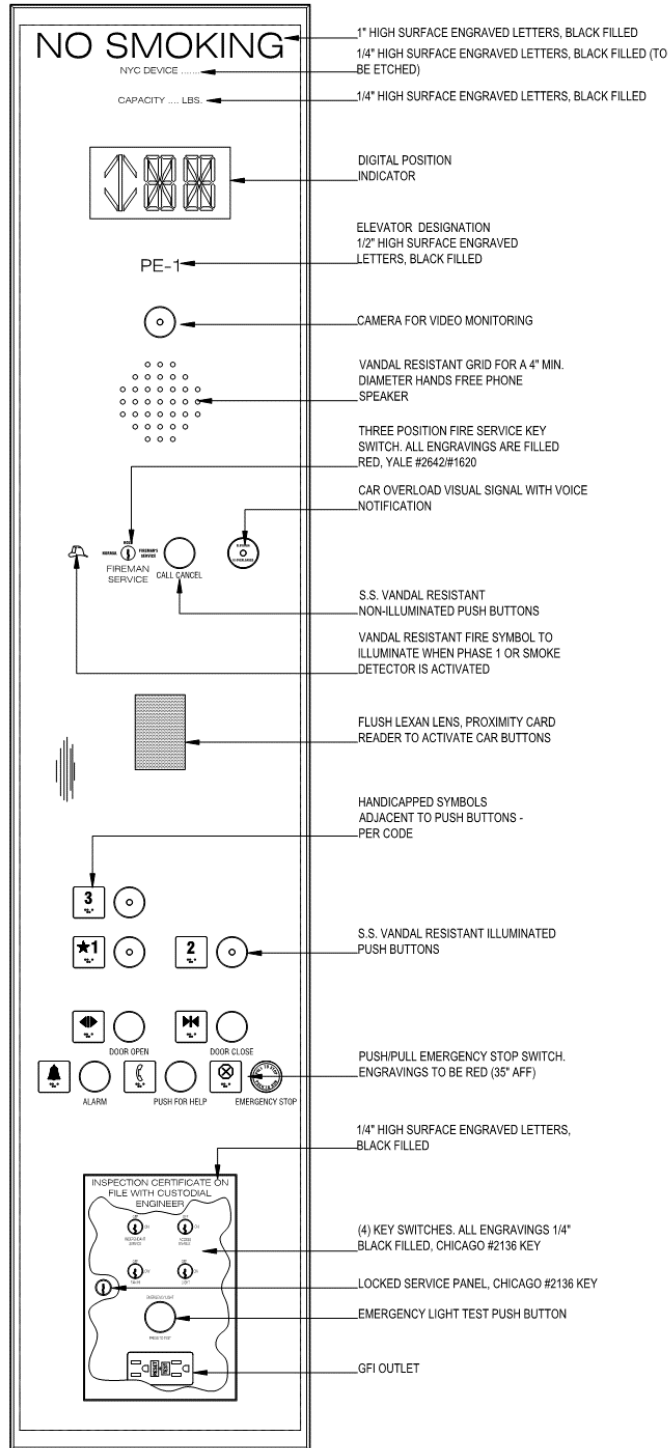 NO SMOKING
1" HIGH SURFACE ENGRAVED LETTERS, BLACK FILLED
NYC DEVICE .......
1/4" HIGH SURFACE ENGRAVED LETTERS, BLACK FILLED (TO
BE ETCHED)
CAPACITY .... LBS.
1/4" HIGH SURFACE ENGRAVED LETTERS, BLACK FILLED
DIGITAL POSITION
INDICATOR
ELEVATOR DESIGNATION
1/2" HIGH SURFACE ENGRAVED
LETTERS, BLACK FILLED
PE-1
CAMERA FOR VIDEO MONITORING
VANDAL RESISTANT GRID FOR A 4" MIN.
DIAMETER HANDS FREE PHONE
SPEAKER
THREE POSITION FIRE SERVICE KEY
SWITCH. ALL ENGRAVINGS ARE FILLED
RED, YALE #2642/#1620
CAR OVERLOAD VISUAL SIGNAL WITH VOICE
NOTIFICATION
FIREMAN'S
SERVICE
FIREMAN
SERVICE
CALL CANCEL
S.S. VANDAL RESISTANT
NON-ILLUMINATED PUSH BUTTONS
VANDAL RESISTANT FIRE SYMBOL TO
ILLUMINATE WHEN PHASE 1 OR SMOKE
DETECTOR IS ACTIVATED
FLUSH LEXAN LENS, PROXIMITY CARD
READER TO ACTIVATE CAR BUTTONS
HANDICAPPED SYMBOLS
ADJACENT TO PUSH BUTTONS -
PER CODE
3
★1
2
S.S. VANDAL RESISTANT ILLUMINATED
PUSH BUTTONS
DOOR OPEN
DOOR CLOSE
PUSH/PULL EMERGENCY STOP SWITCH.
ENGRAVINGS TO BE RED (35" AFF)
ALARM
PUSH FOR HELP
EMERGENCY STOP
1/4" HIGH SURFACE ENGRAVED LETTERS,
BLACK FILLED
INSPECTION CERTIFICATE ON
FILE WITH CUSTODIAL
ENGINEER
(4) KEY SWITCHES. ALL ENGRAVINGS 1/4"
BLACK FILLED, CHICAGO #2136 KEY
LOCKED SERVICE PANEL, CHICAGO #2136 KEY
EMERGENCY LIGHT
EMERGENCY LIGHT TEST PUSH BUTTON
GFI OUTLET